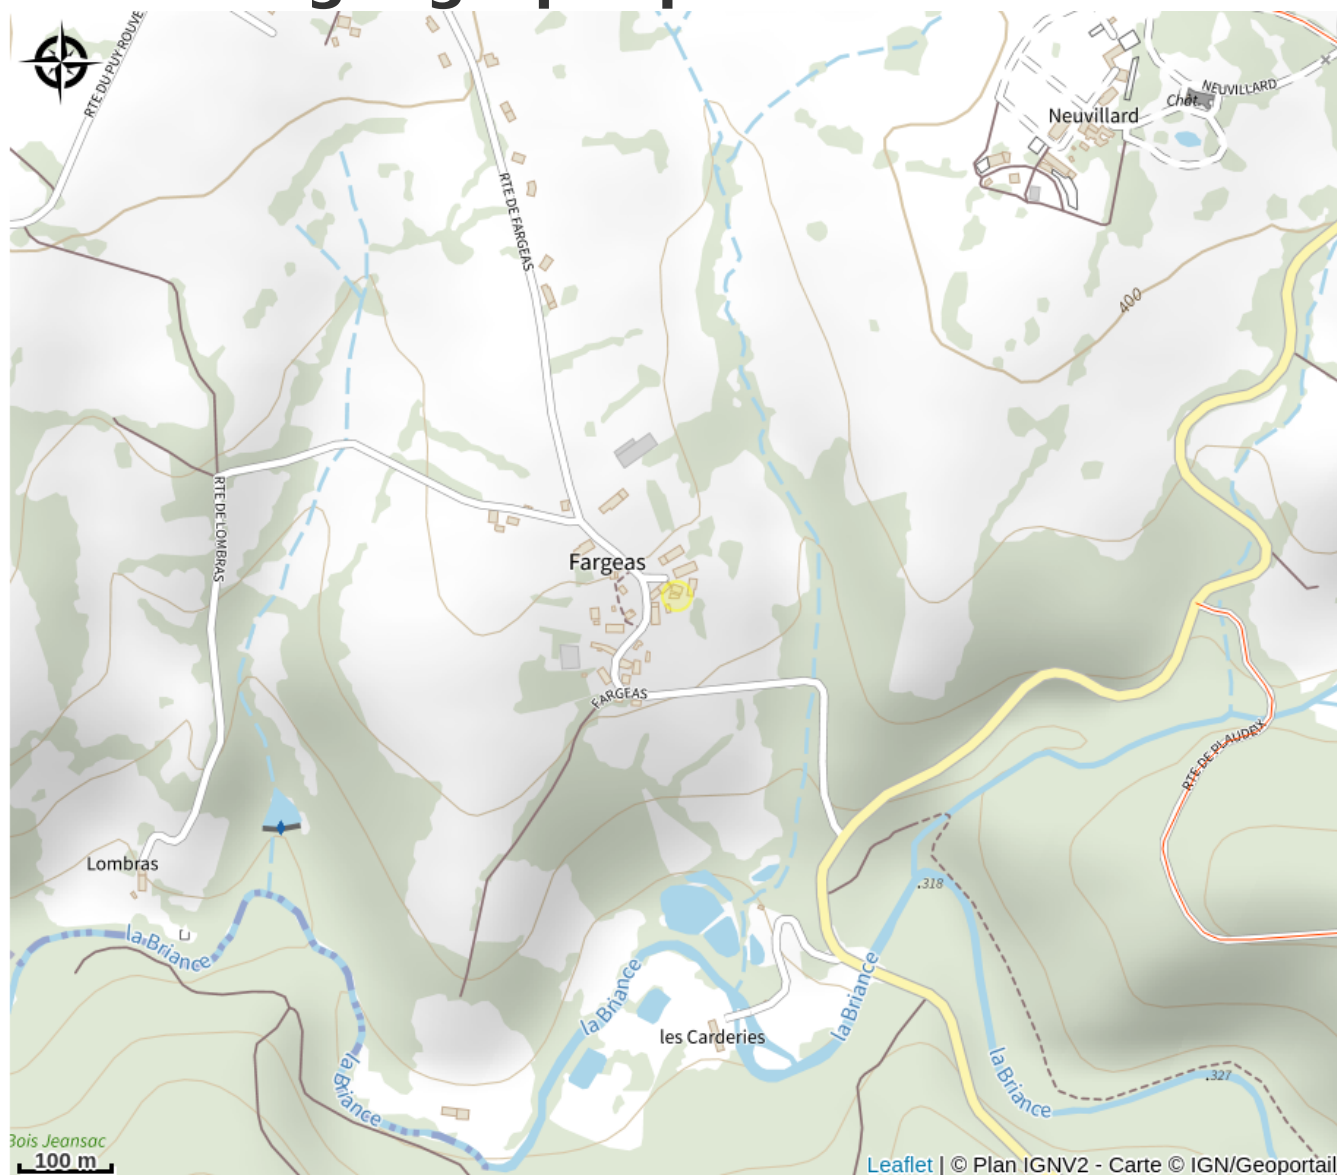 RTE DU PUY ROUVE
NEUVILLARD
Chât.
Neuvillard
RTE DE FARGEAS
400
RTE DE LOMBRAS
Fargeas
FARGEAS
RTE DE PLAUDEIX
Lombras
.318
la Briance
la Briance
la Briance
les Carderies
la Briance
la Briance
.327
Bois Jeansac
100 m
Leaflet | © Plan IGNV2 - Carte © IGN/Geoportail